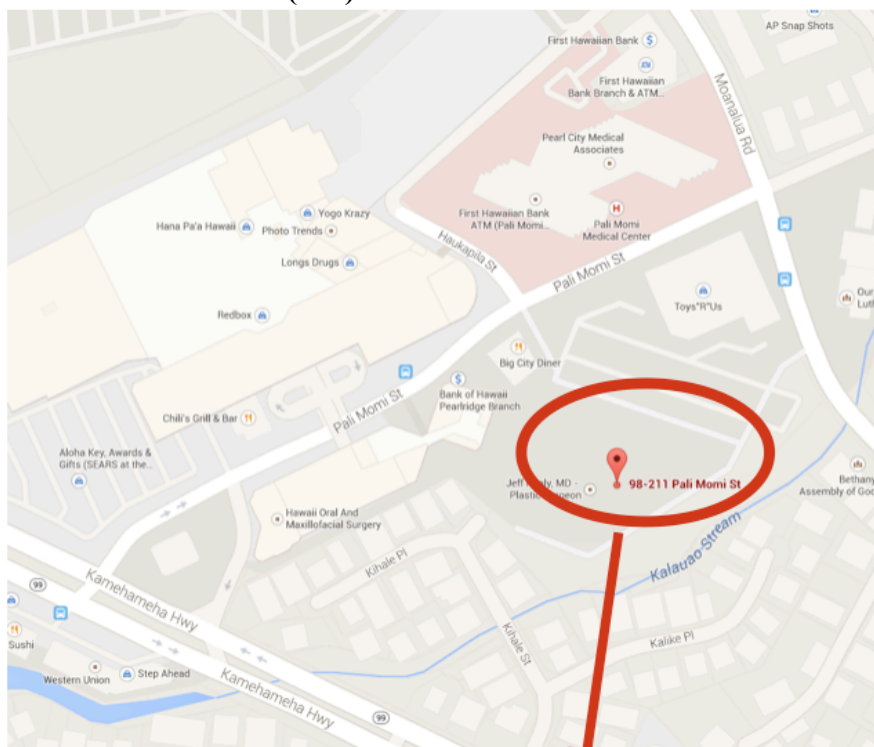 AP Snap Shots
First Hawaiian Bank
First Hawaiian
Bank Branch & ATM...
Moanalua Rd
Pearl City Medical
Associates
Yogo Krazy
Hana Pa'a Hawaii
Photo Trends
First Hawaiian Bank
ATM (Pali Momi...
H
Pali Momi
Medical Center
Haukapila St
Longs Drugs
Pali Momi St
Toys"R"Us
Our
Redbox
Big City Diner
Bank of Hawaii
Pearlridge Branch
Chili's Grill & Bar
Pali Momi St
Aloha Key, Awards &
Gifts (SEARS at the...
Jeff
MD -
Plastic
98-211 Pali Momi St
Bethany
Assembly of Go
Hawaii Oral And
Maxillofacial Surgery
Kalauao Stream
Kihale Pl
Kamehameha Hwy
99
Sushi
Kihale St
Kalike Pl
Western Union
Step Ahead
Kamehameha Hwy
99